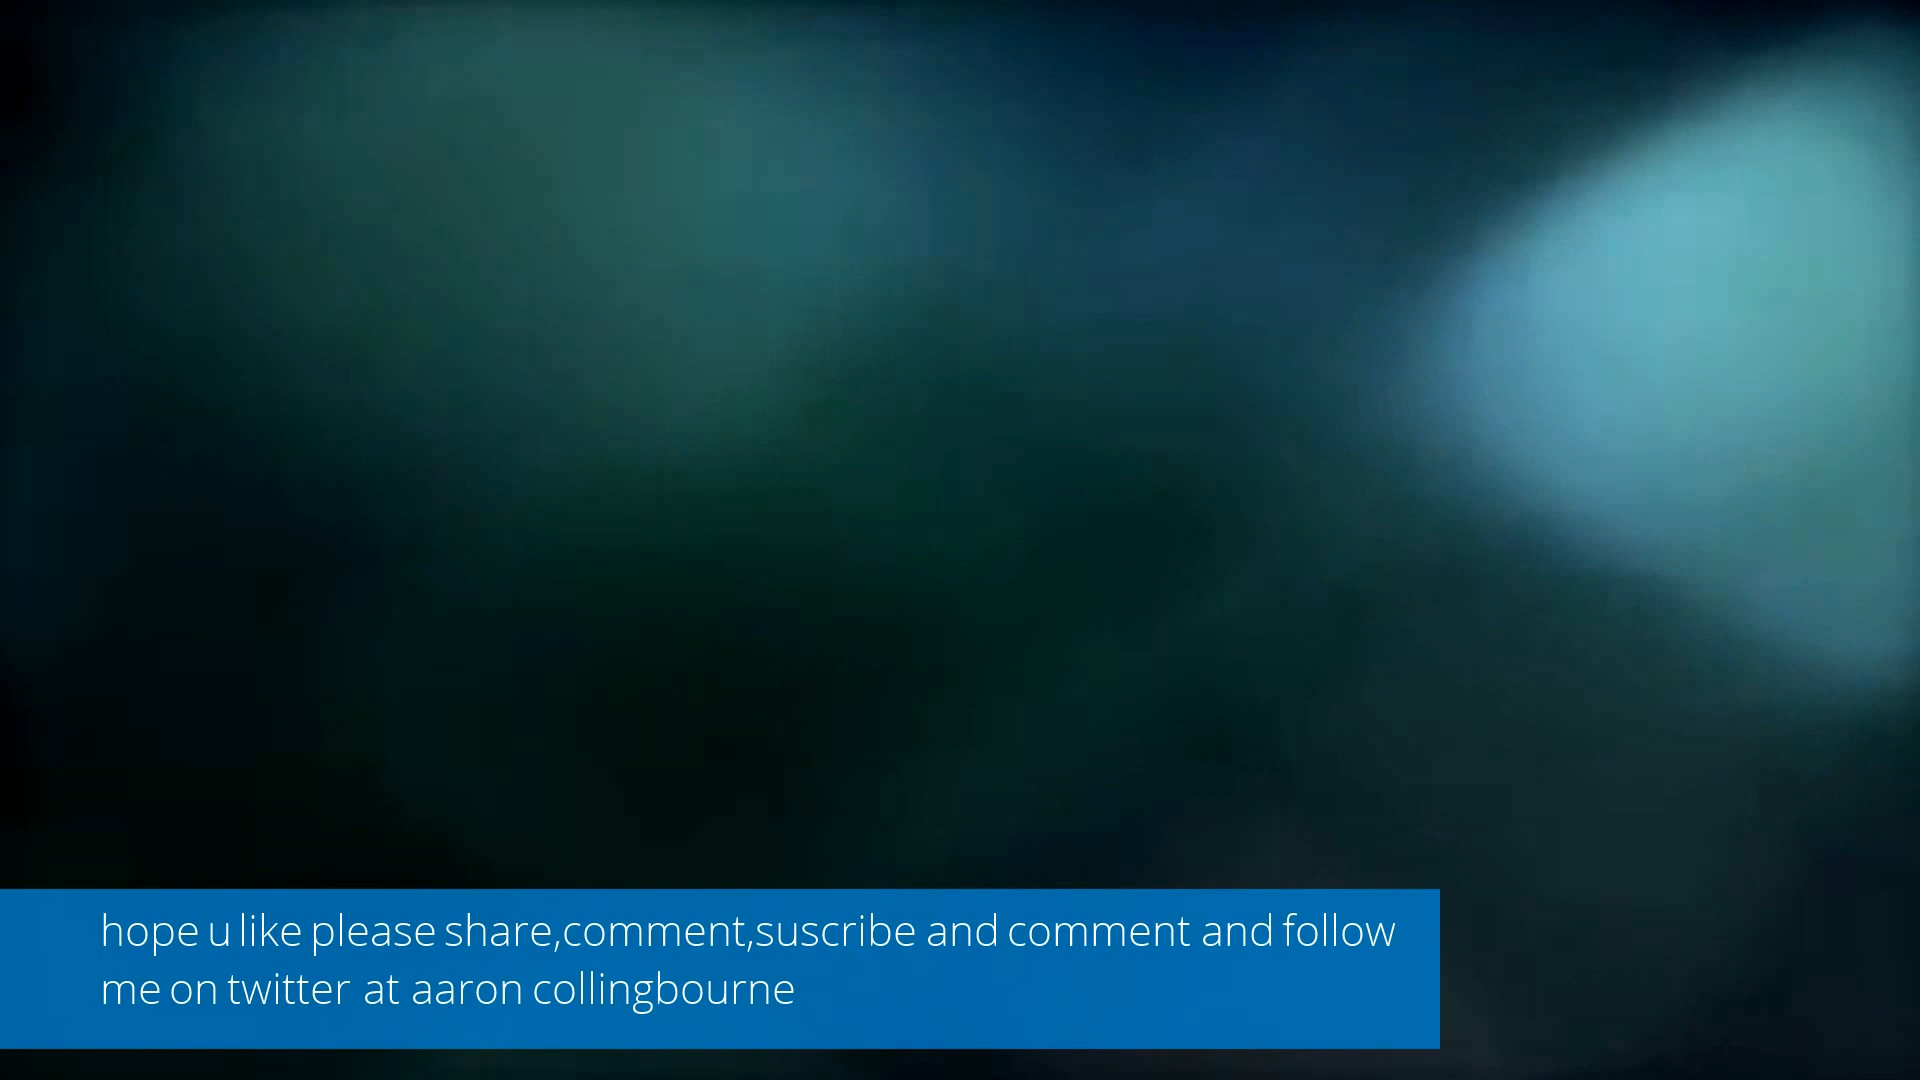 hope u like please share,comment,suscribe and comment and follow
me on twitter at aaron collingbourne